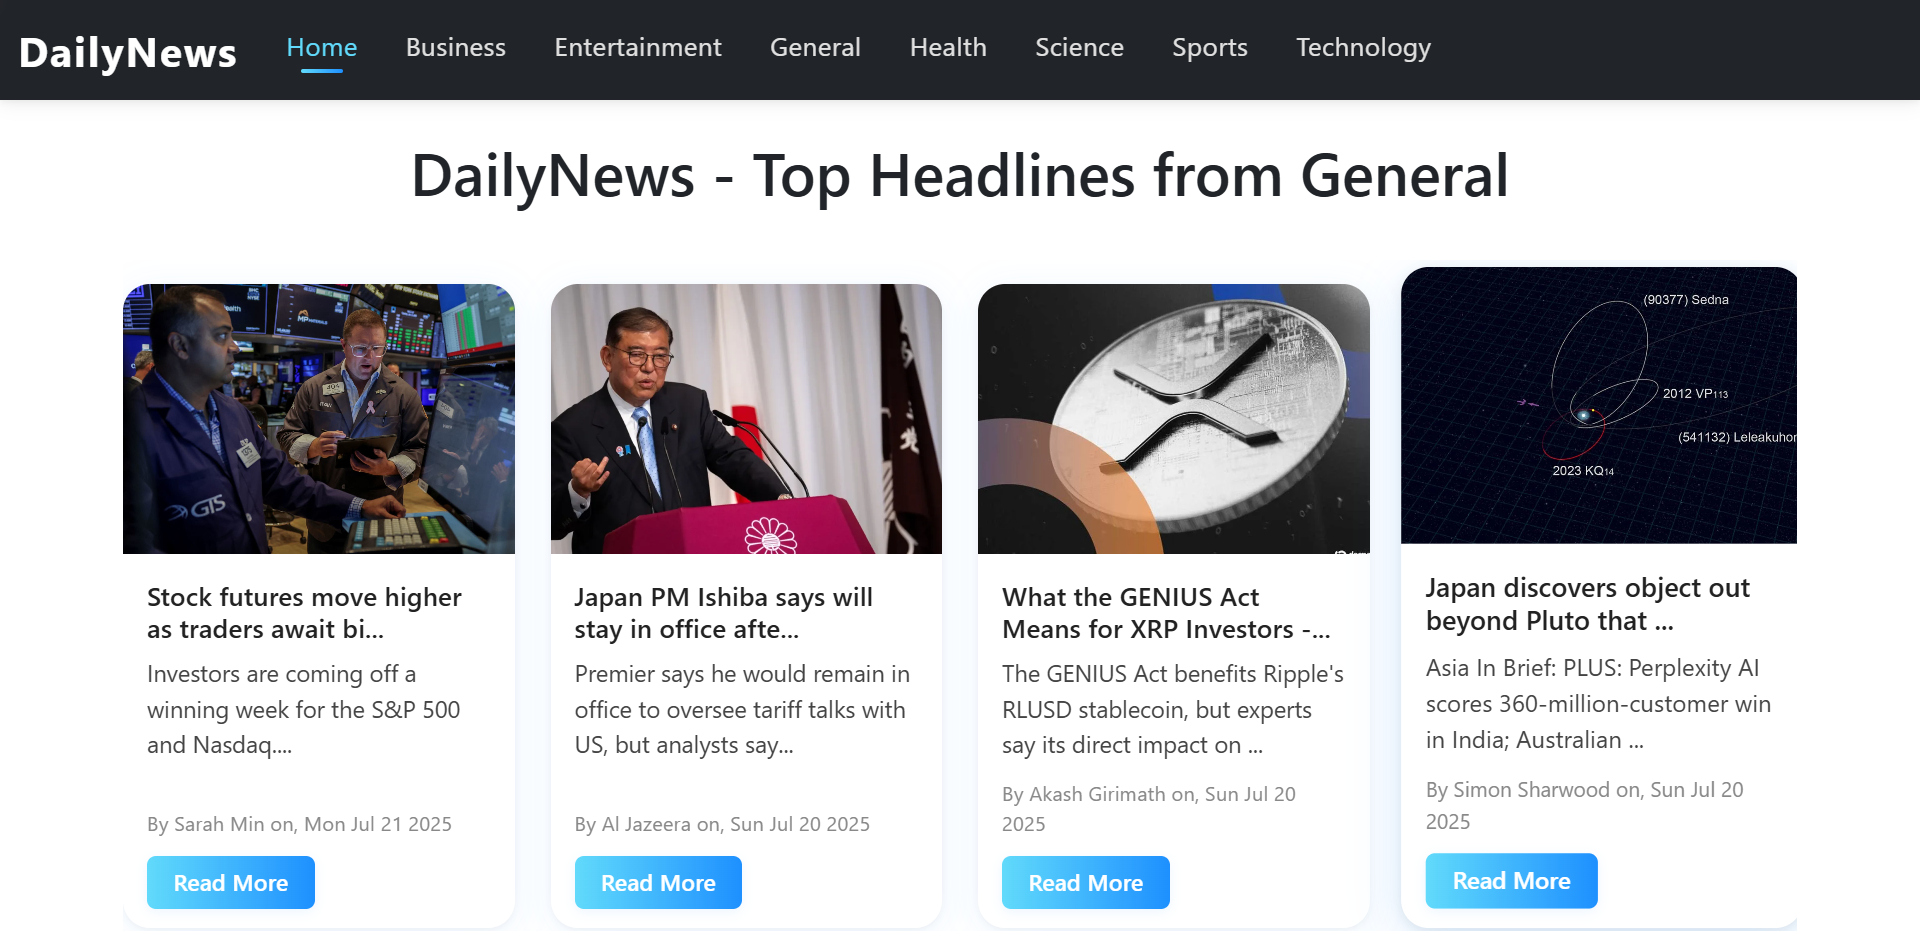 DailyNews
Home Business Entertainment General Health Science Sports Technology
DailyNews - Top Headlines from General
GTS
Stock futures move higher
as traders await bi...
Investors are coming off a
winning week for the S&P 500
and Nasdaq....
By Sarah Min on, Mon Jul 21 2025
Read More
Japan PM Ishiba says will
stay in office afte...
Premier says he would remain in
office to oversee tariff talks with
US, but analysts say...
By Al Jazeera on, Sun Jul 20 2025
Read More
What the GENIUS Act
Means for XRP Investors -...
The GENIUS Act benefits Ripple's
RLUSD stablecoin, but experts
say its direct impact on ...
By Akash Girimath on, Sun Jul 20
2025
Read More
(90377) Sedna
2012 VP113
(541132) Leleakuhon
2023 KQ14
Japan discovers object out
beyond Pluto that ...
Asia In Brief: PLUS: Perplexity AI
scores 360-million-customer win
in India; Australian ...
By Simon Sharwood on, Sun Jul 20
2025
Read More